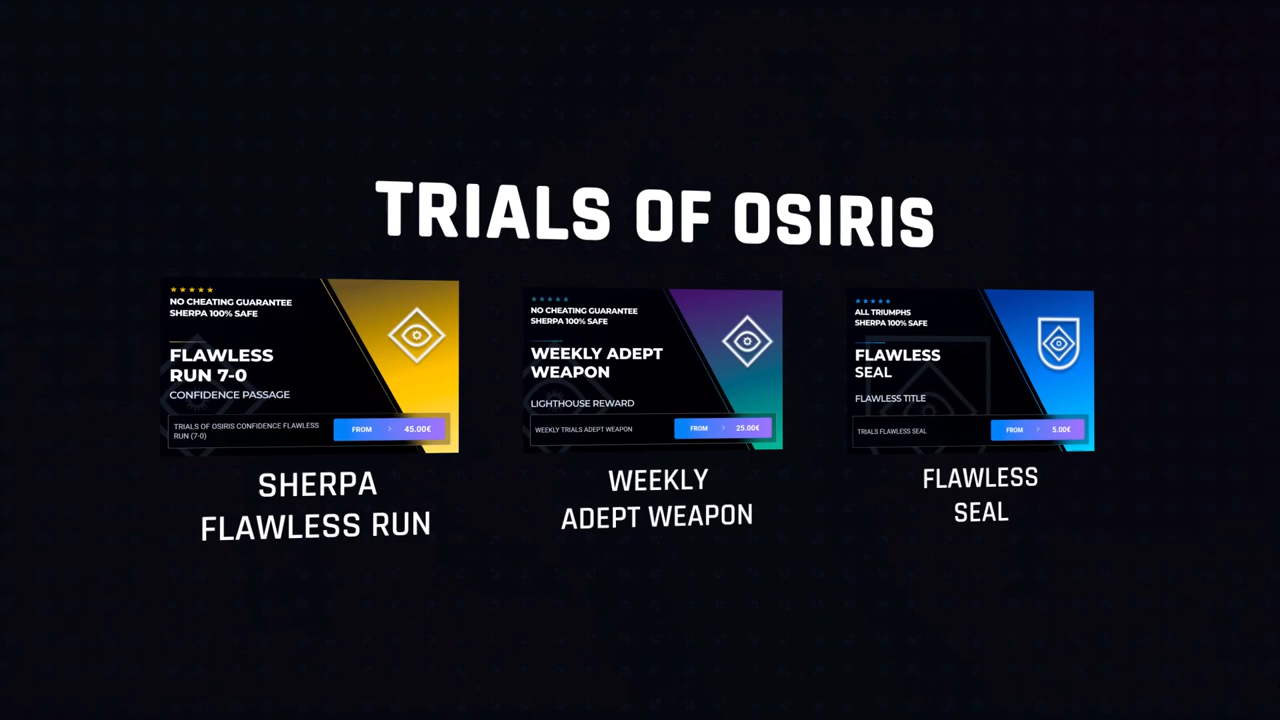 TRIALS OF OSIRIS
NO CHEATING GUARANTEE
SHERPA 100% SAFE
FLAWLESS
RUN 7-0
CONFIDENCE PASSAGE
TRIALS OF OSIRIS CONFIDENCE FLAWLESS
RUN (7-0)
FROM > 45.00€
SHERPA
FLAWLESS RUN
NO CHEATING GUARANTEE
SHERPA 100% SAFE
WEEKLY ADEPT
WEAPON
LIGHTHOUSE REWARD
WEEKLY TRIALS ADEPT WEAPON
FROM > 25.00€
WEEKLY
ADEPT WEAPON
ALL TRIUMPHS
SHERPA 100% SAFE
FLAWLESS
SEAL
FLAWLESS TITLE
TRIALS FLAWLESS SEAL
FROM > 5.00€
FLAWLESS
SEAL